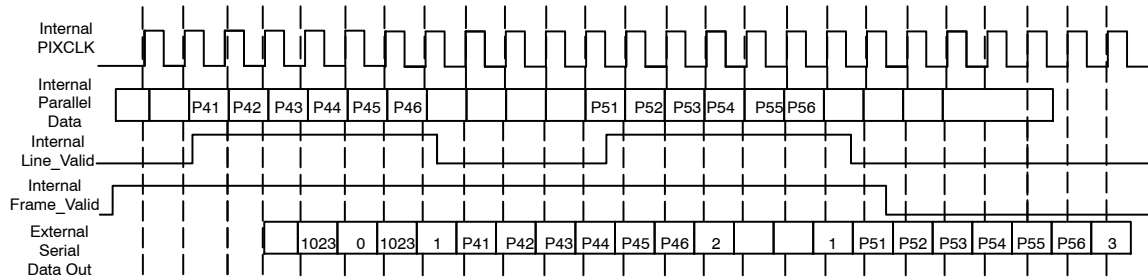 Internal
PIXCLK
Internal
Parallel
Data
P41 P42 P43 P44 P45 P46 P51 P52 P53 P54 P55 P56
Internal
Line_Valid
Internal
Frame_Valid
External
Serial
Data Out
1023 0 1023 1 P41 P42 P43 P44 P45 P46 2 1 P51 P52 P53 P54 P55 P56 3